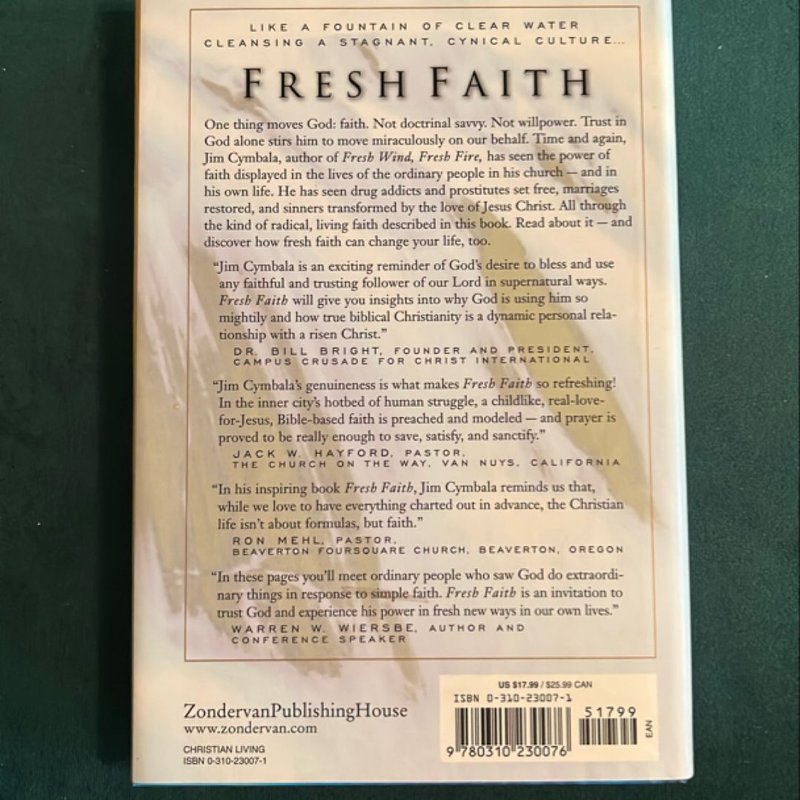 LIKE A FOUNTAIN OF CLEAR WATER
CLEANSING A STAGNANT, CYNICAL CULTURE...
FRESH FAITH
One thing moves God: faith. Not doctrinal savvy. Not willpower. Trust in
God alone stirs him to move miraculously on our behalf. Time and again,
Jim Cymbala, author of Fresh Wind, Fresh Fire, has seen the power of
faith displayed in the lives of the ordinary people in his church — and in
his own life. He has seen drug addicts and prostitutes set free, marriages
restored, and sinners transformed by the love of Jesus Christ. All through
the kind of radical, living faith described in this book. Read about it — and
discover how fresh faith can change your life, too.
"Jim Cymbala is an exciting reminder of God's desire to bless and use
any faithful and trusting follower of our Lord in supernatural ways.
Fresh Faith will give you insights into why God is using him so
mightily and how true biblical Christianity is a dynamic personal rela-
tionship with a risen Christ."
DR. BILL BRIGHT, FOUNDER AND PRESIDENT,
CAMPUS CRUSADE FOR CHRIST INTERNATIONAL
"Jim Cymbala's genuineness is what makes Fresh Faith so refreshing!
In the inner city's hotbed of human struggle, a childlike, real-love-
for-Jesus, Bible-based faith is preached and modeled — and prayer is
proved to be really enough to save, satisfy, and sanctify."
JACK W. HAYFORD, PASTOR,
THE CHURCH ON THE WAY, VAN NUYS, CALIFORNIA
"In his inspiring book Fresh Faith, Jim Cymbala reminds us that,
while we love to have everything charted out in advance, the Christian
life isn't about formulas, but faith."
RON MEHL, PASTOR,
BEAVERTON FOURSQUARE CHURCH, BEAVERTON, OREGON
"In these pages you'll meet ordinary people who saw God do extraordi-
nary things in response to simple faith. Fresh Faith is an invitation to
trust God and experience his power in fresh new ways in our own lives."
WARREN W. WIERSBE, AUTHOR AND
CONFERENCE SPEAKER
ZondervanPublishingHouse
www.zondervan.com
CHRISTIAN LIVING
ISBN 0-310-23007-1
US $17.99 / $25.99 CAN
ISBN 0-310-23007-1
51799
EAN
9 780310 230076